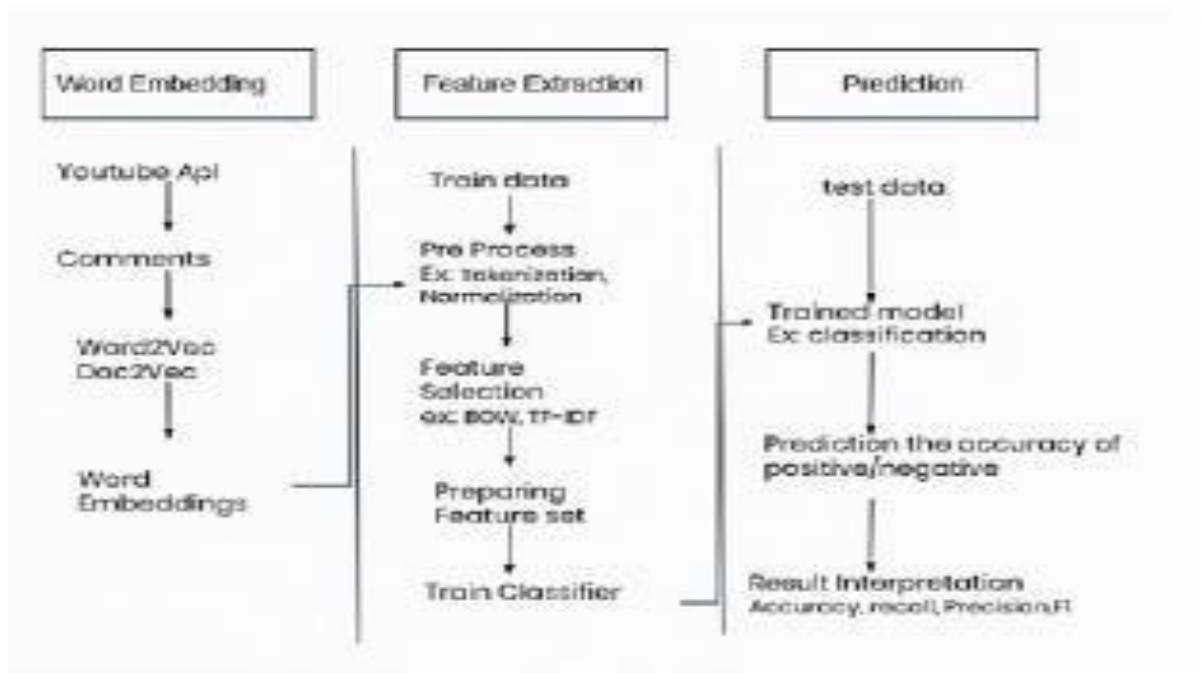 Word Embedding
Feature Extraction
Prediction
Youtube Api
Comments
Word2Vec
Doc2Vec
Word
Embeddings
Train data
Pre Process
Ex: tokenization,
Normalization
Feature
Selection
ex: BOW, TF-IDF
Preparing
Feature set
Train Classifier
test data
Trained model
Ex: classification
Prediction the accuracy of
positive/negative
Result Interpretation
Accuracy, recall, Precision,F1